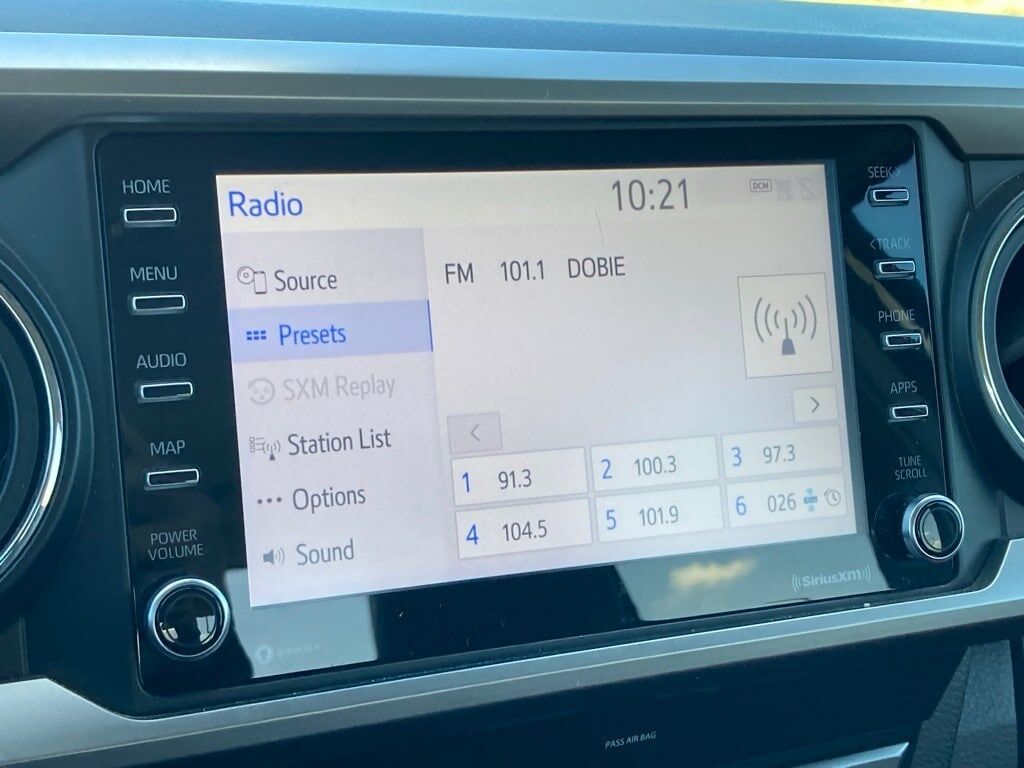 HOME
MENU
AUDIO
MAP
POWER
VOLUME
Radio
10:21
DCM
Source
Presets
SXM Replay
Station List
Options
Sound
FM 101.1 DOBIE
<
>
1 91.3
2 100.3
3 97.3
4 104.5
5 101.9
6 026
SEEK >
< TRACK
PHONE
APPS
TUNE
SCROLL
SiriusXM
PASS AIR BAG